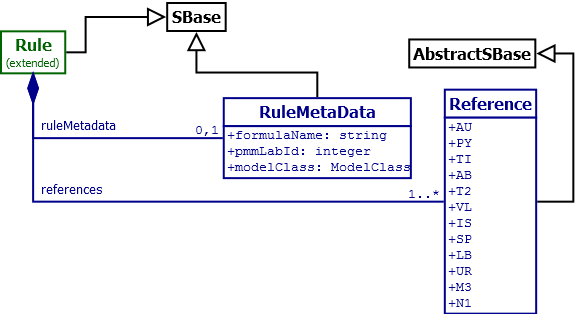 SBase
Rule
(extended)
AbstractSBase
RuleMetaData
+formulaName: string
+pmmLabId: integer
+modelClass: ModelClass
ruleMetadata
0,1
references
1..*
Reference
+AU
+PY
+TI
+AB
+T2
+VL
+IS
+SP
+LB
+UR
+M3
+N1